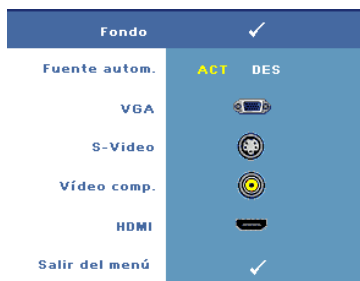 Fondo
Fuente autom. ACT DES
VGA
S-Video
Vídeo comp.
HDMI
Salir del menú